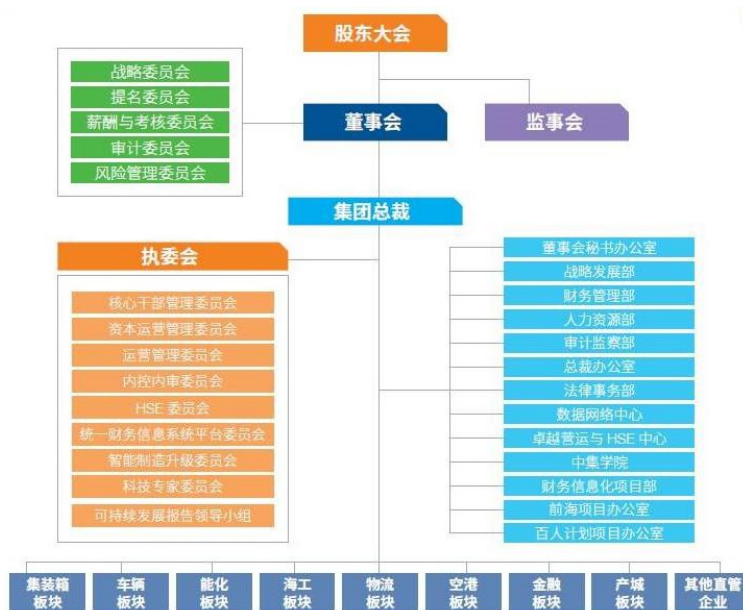 股东大会
战略委员会
提名委员会
薪酬与考核委员会
审计委员会
风险管理委员会
董事会
监事会
集团总裁
执委会
核心干部管理委员会
资本运营管理委员会
运营管理委员会
内控内审委员会
HSE 委员会
统一财务信息系统平台委员会
智能制造升级委员会
科技专家委员会
可持续发展报告领导小组
董事会秘书办公室
战略发展部
财务管理部
人力资源部
审计监察部
总裁办公室
法律事务部
数据网络中心
卓越营运与 HSE 中心
中集学院
财务信息化项目部
前海项目办公室
百人计划项目办公室
集装箱
板块
车辆
板块
能化
板块
海工
板块
物流
板块
空港
板块
金融
板块
产城
板块
其他直管
企业